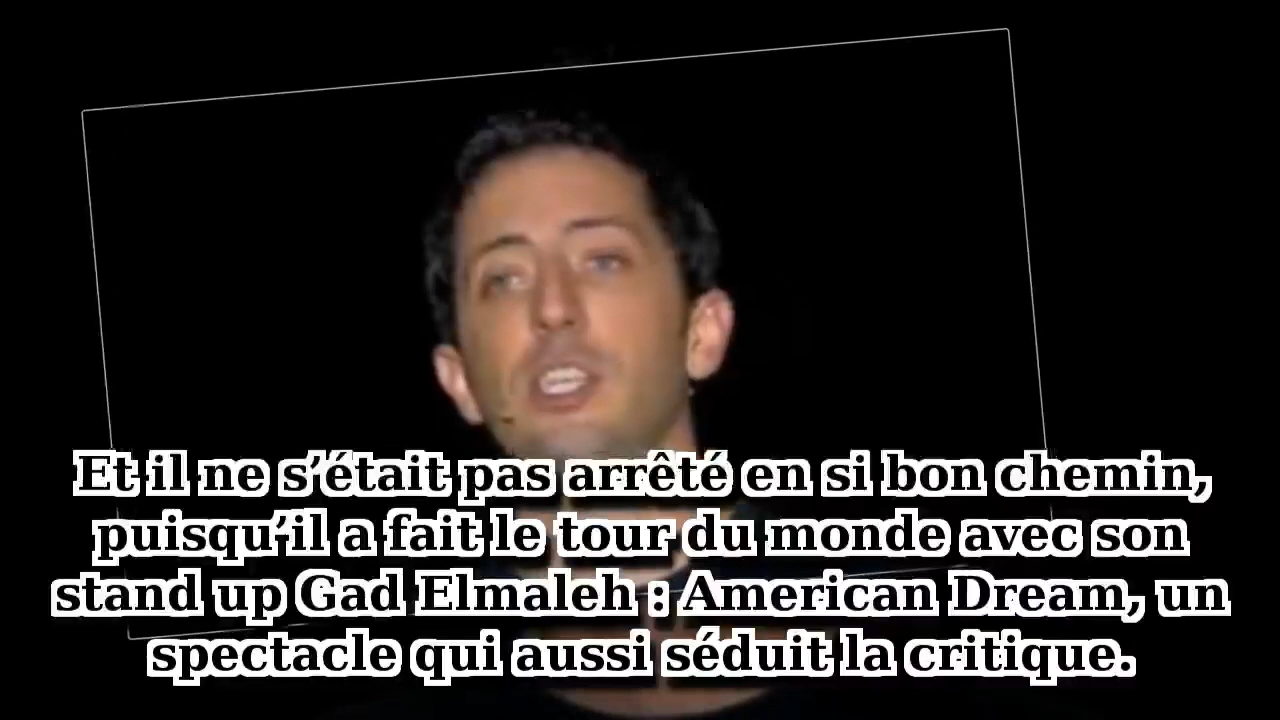 Et il ne s’était pas arrêté en si bon chemin,
puisqu’il a fait le tour du monde avec son
stand up Gad Elmaleh : American Dream, un
spectacle qui aussi séduit la critique.